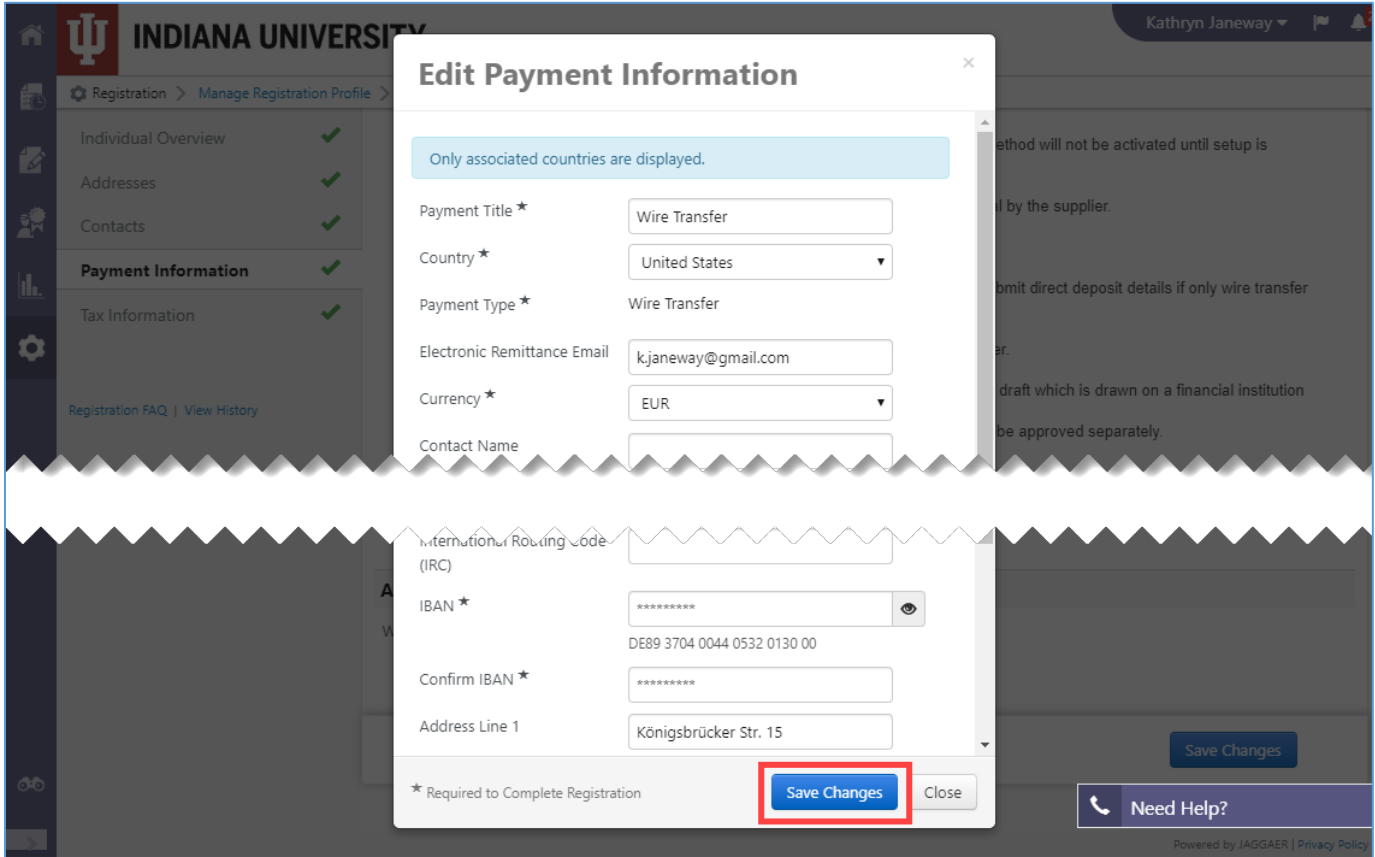 INDIANA UNIVERSITY
Kathryn Janeway
Registration > Manage Registration Profile >
Individual Overview
Addresses
Contacts
Payment Information
Tax Information
Registration FAQ | View History
ethod will not be activated until setup is
l by the supplier.
bmit direct deposit details if only wire transfer
er.
draft which is drawn on a financial institution
be approved separately.
Edit Payment Information
×
Only associated countries are displayed.
Payment Title ★ Wire Transfer
Country ★ United States
Payment Type ★ Wire Transfer
Electronic Remittance Email k.janeway@gmail.com
Currency ★ EUR
Contact Name
International Routing Code
(IRC)
A
IBAN ★ *********
W
DE89 3704 0044 0532 0130 00
Confirm IBAN ★ *********
Address Line 1 Königsbrücker Str. 15
★ Required to Complete Registration
Save Changes
Close
Save Changes
Need Help?
Powered by JAGGAER | Privacy Policy